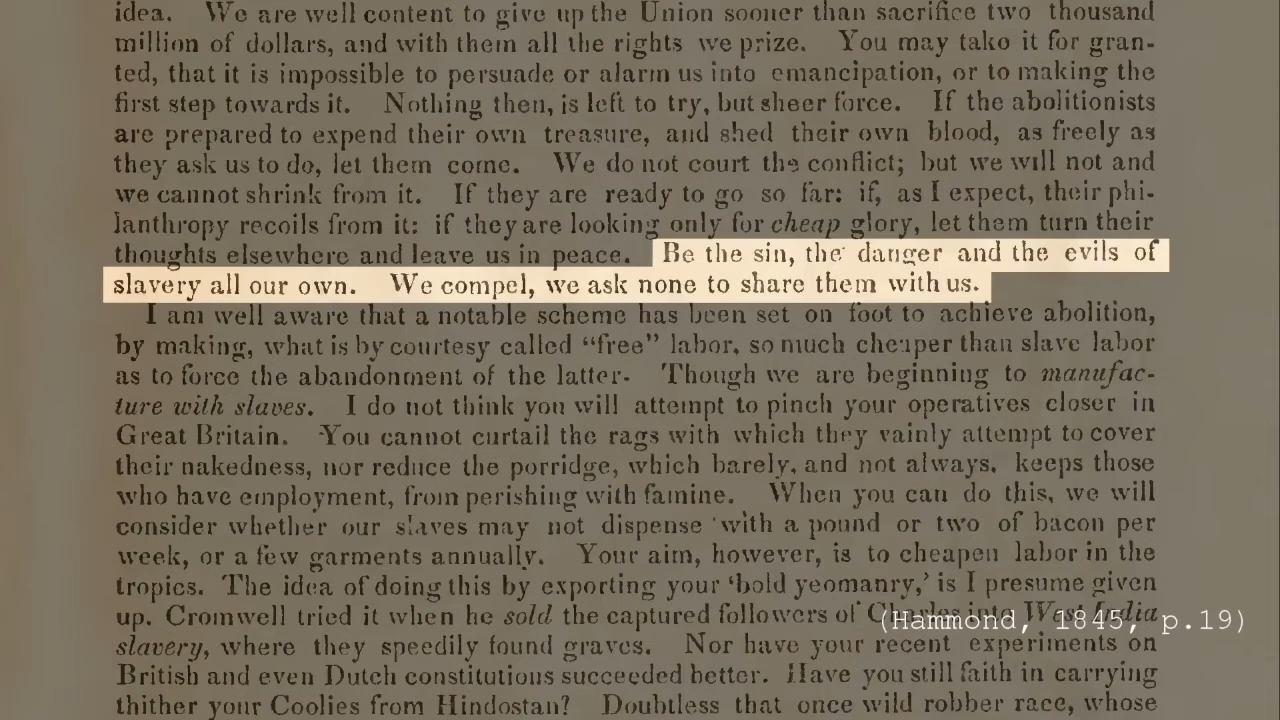 idea. We are well content to give up the Union sooner than sacrifice two thousand
million of dollars, and with them all the rights we prize. You may take it for gran-
ted, that it is impossible to persuade or alarm us into emancipation, or to making the
first step towards it. Nothing then, is left to try, but sheer force. If the abolitionists
are prepared to expend their own treasure, and shed their own blood, as freely as
they ask us to do, let them come. We do not court the conflict; but we will not and
we cannot shrink from it. If they are ready to go so far: if, as I expect, their phi-
lanthropy recoils from it: if they are looking only for cheap glory, let them turn their
thoughts elsewhere and leave us in peace. Be the sin, the danger and the evils of
slavery all our own. We compel, we ask none to share them with us.
I am well aware that a notable scheme has been set on foot to achieve abolition,
by making, what is by courtesy called “free” labor, so much cheaper than slave labor
as to force the abandonment of the latter. Though we are beginning to manufac-
ture with slaves. I do not think you will attempt to pinch your operatives closer in
Great Britain. You cannot curtail the rags with which they vainly attempt to cover
their nakedness, nor reduce the porridge, which barely, and not always, keeps those
who have employment, from perishing with famine. When you can do this, we will
consider whether our slaves may not dispense with a pound or two of bacon per
week, or a few garments annually. Your aim, however, is to cheapen labor in the
tropics. The idea of doing this by exporting your ‘bold yeomanry,’ is I presume given
up. Cromwell tried it when he sold the captured followers of Charles into West India
(Hammond, 1845, p.19)
slavery, where they speedily found graves. Nor have your recent experiments on
British and even Dutch constitutions succeeded better. Have you still faith in carrying
thither your Coolies from Hindostan? Doubtless that once wild robber race, whose